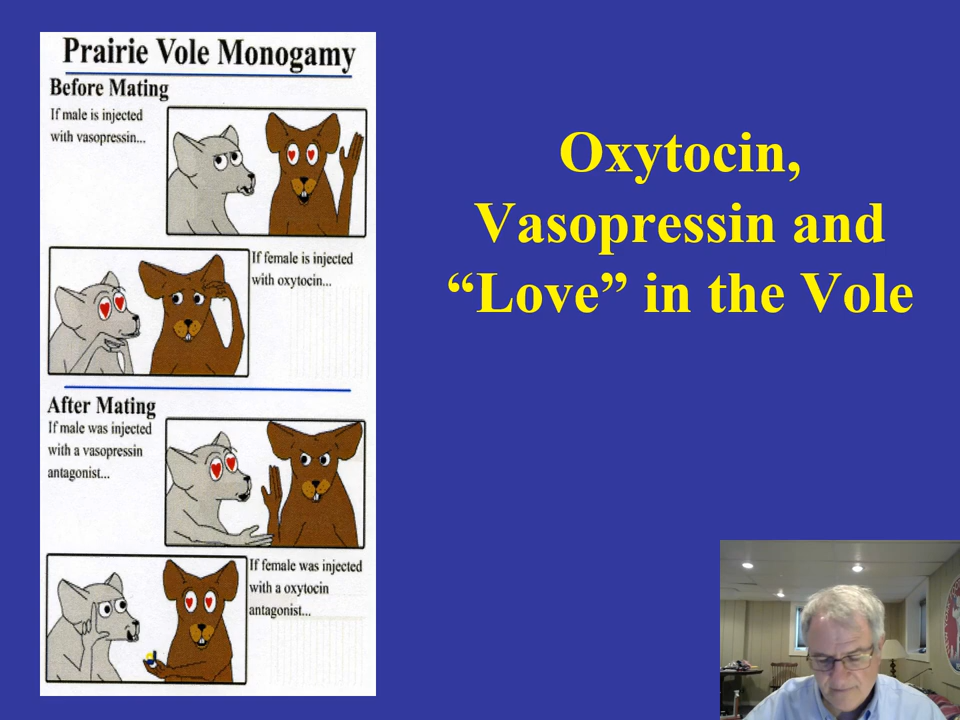 Prairie Vole Monogamy
Before Mating
If male is injected
with vasopressin...
If female is injected
with oxytocin...
After Mating
If male was injected
with a vasopressin
antagonist...
If female was injected
with a oxytocin
antagonist...
Oxytocin,
Vasopressin and
“Love” in the Vole